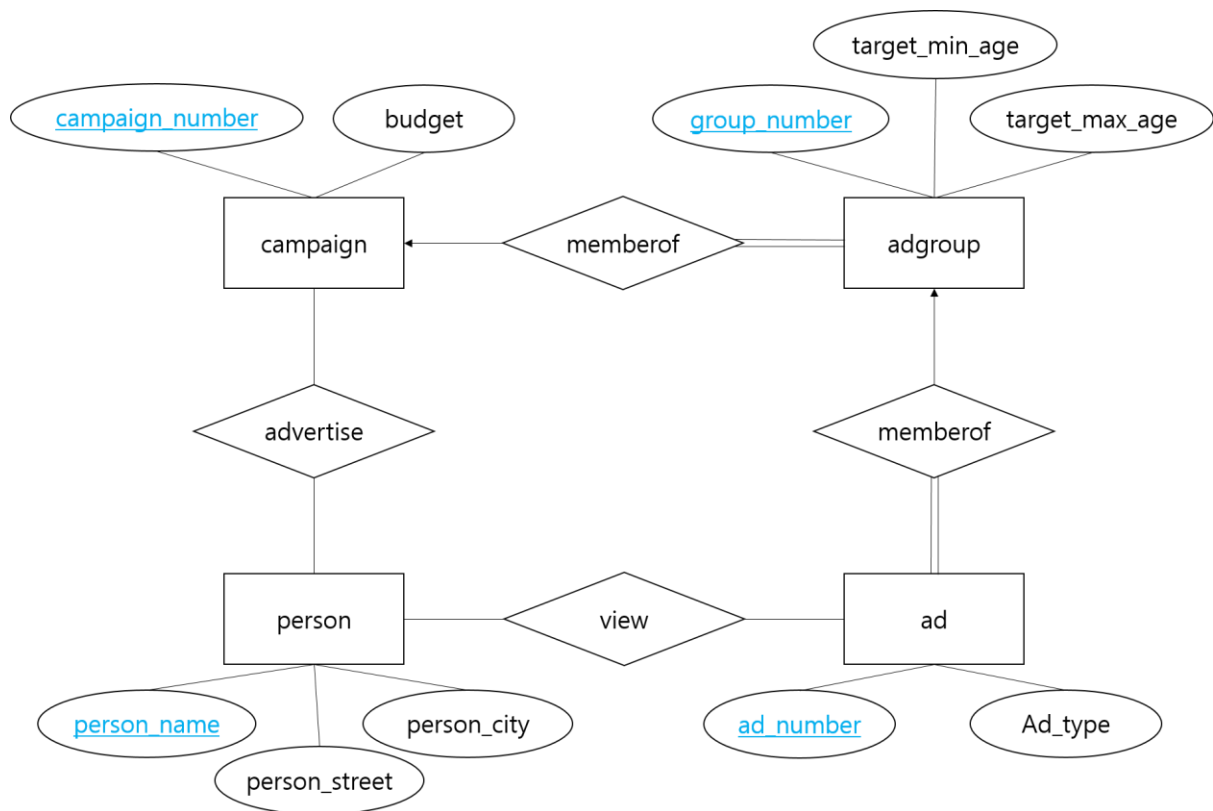 target_min_age
campaign_number
budget
group_number
target_max_age
campaign
memberof
adgroup
advertise
memberof
person
view
ad
person_name
person_city
ad_number
Ad_type
person_street